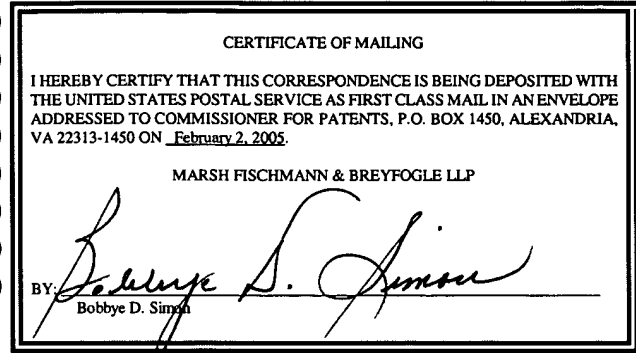 CERTIFICATE OF MAILING
I HEREBY CERTIFY THAT THIS CORRESPONDENCE IS BEING DEPOSITED WITH
THE UNITED STATES POSTAL SERVICE AS FIRST CLASS MAIL IN AN ENVELOPE
ADDRESSED TO COMMISSIONER FOR PATENTS, P.O. BOX 1450, ALEXANDRIA,
VA 22313-1450 ON February 2, 2005.
MARSH FISCHMANN & BREYFOGLE LLP
BY: Bobbye D. Simon
Bobbye D. Simon